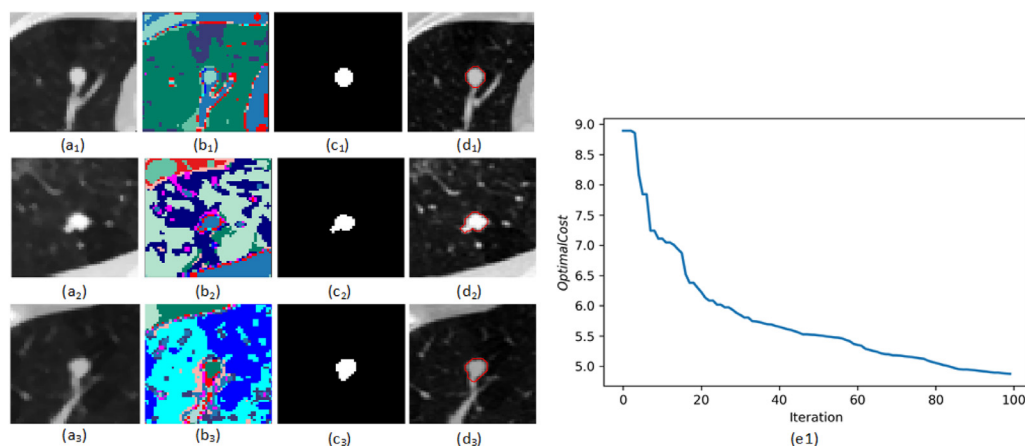 (a1) (b1) (c1) (d1)
(a2) (b2) (c2) (d2)
(a3) (b3) (c3) (d3)
9.0
8.5
8.0
7.5
7.0
6.5
6.0
5.5
5.0
OptimalCost
0 20 40 60 80 100
Iteration
(e1)